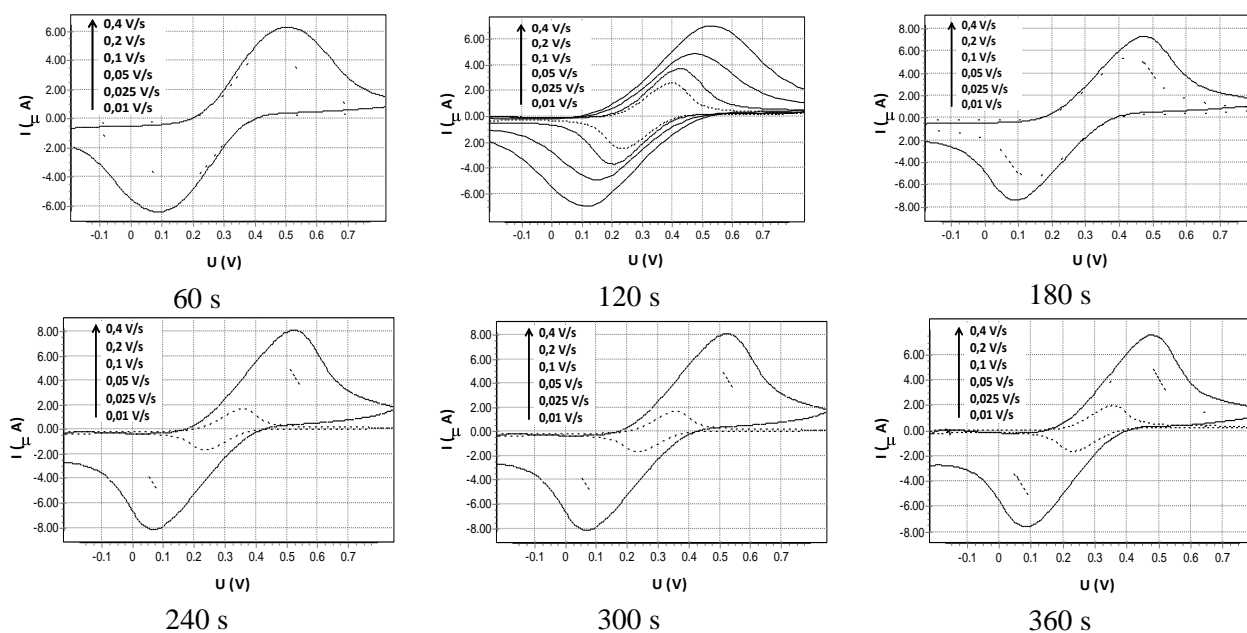 0,4 V/s
0,2 V/s
0,1 V/s
0,05 V/s
0,025 V/s
0,01 V/s
6.00
4.00
2.00
0.00
-2.00
-4.00
-6.00
I (μA)
-0.1 0 0.1 0.2 0.3 0.4 0.5 0.6 0.7
U (V)
60 s
0,4 V/s
0,2 V/s
0,1 V/s
0,05 V/s
0,025 V/s
0,01 V/s
6.00
4.00
2.00
0.00
-2.00
-4.00
-6.00
I (μA)
-0.1 0 0.1 0.2 0.3 0.4 0.5 0.6 0.7
U (V)
120 s
0,4 V/s
0,2 V/s
0,1 V/s
0,05 V/s
0,025 V/s
0,01 V/s
8.00
6.00
4.00
2.00
0.00
-2.00
-4.00
-6.00
-8.00
I (μA)
-0.1 0 0.1 0.2 0.3 0.4 0.5 0.6 0.7
U (V)
180 s
0,4 V/s
0,2 V/s
0,1 V/s
0,05 V/s
0,025 V/s
0,01 V/s
8.00
6.00
4.00
2.00
0.00
-2.00
-4.00
-6.00
-8.00
I (μA)
-0.1 0 0.1 0.2 0.3 0.4 0.5 0.6 0.7
U (V)
240 s
0,4 V/s
0,2 V/s
0,1 V/s
0,05 V/s
0,025 V/s
0,01 V/s
8.00
6.00
4.00
2.00
0.00
-2.00
-4.00
-6.00
-8.00
I (μA)
-0.1 0 0.1 0.2 0.3 0.4 0.5 0.6 0.7
U (V)
300 s
0,4 V/s
0,2 V/s
0,1 V/s
0,05 V/s
0,025 V/s
0,01 V/s
6.00
4.00
2.00
0.00
-2.00
-4.00
-6.00
-8.00
I (μA)
-0.1 0 0.1 0.2 0.3 0.4 0.5 0.6 0.7
U (V)
360 s